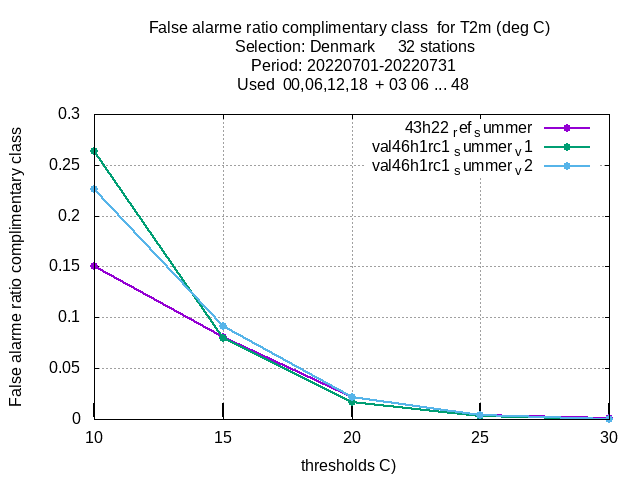 False alarme ratio complimentary class for T2m (deg C)
Selection: Denmark 32 stations
Period: 20220701-20220731
Used 00,06,12,18 + 03 06 ... 48
False alarme ratio complimentary class
0.3
0.25
0.2
0.15
0.1
0.05
0
43h22 ref summer
val46h1rc1 summer v1
val46h1rc1 summer v2
10 15 20 25 30
thresholds C)